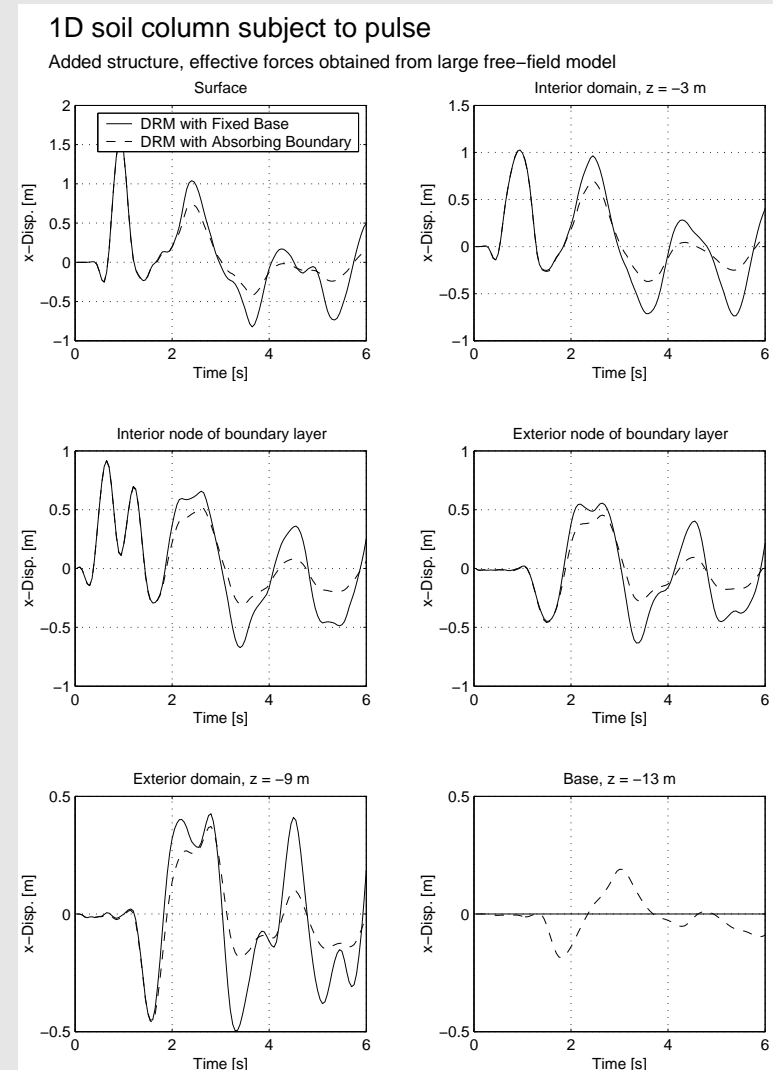 1D soil column subject to pulse
Added structure, effective forces obtained from large free−field model
Surface
2
1
0.5
0
−0.5
−1
0
2
4
6
x−Disp. [m]
Time [s]
DRM with Fixed Base
DRM with Absorbing Boundary
Interior domain, z = −3 m
1.5
1
0.5
0
−0.5
−1
0
2
4
6
x−Disp. [m]
Time [s]
Interior node of boundary layer
1
0.5
0
−0.5
−1
0
2
4
6
x−Disp. [m]
Time [s]
Exterior node of boundary layer
1
0.5
0
−0.5
−1
0
2
4
6
x−Disp. [m]
Time [s]
Exterior domain, z = −9 m
0.5
0
−0.5
0
2
4
6
x−Disp. [m]
Time [s]
Base, z = −13 m
0.5
0
−0.5
0
2
4
6
x−Disp. [m]
Time [s]